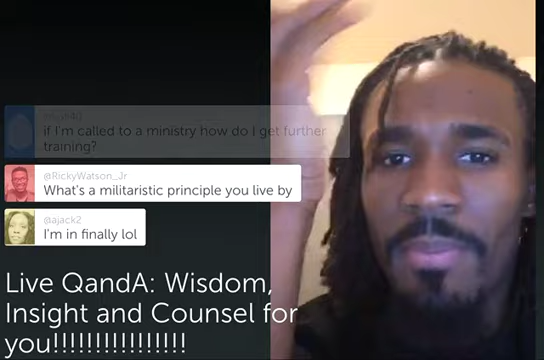 if I'm called to a ministry how do I get further
training?
@RickyWatson_Jr
What's a militaristic principle you live by
@ajack2
I'm in finally lol
Live QandA: Wisdom,
Insight and Counsel for
you!!!!!!!!!!!!!!!!